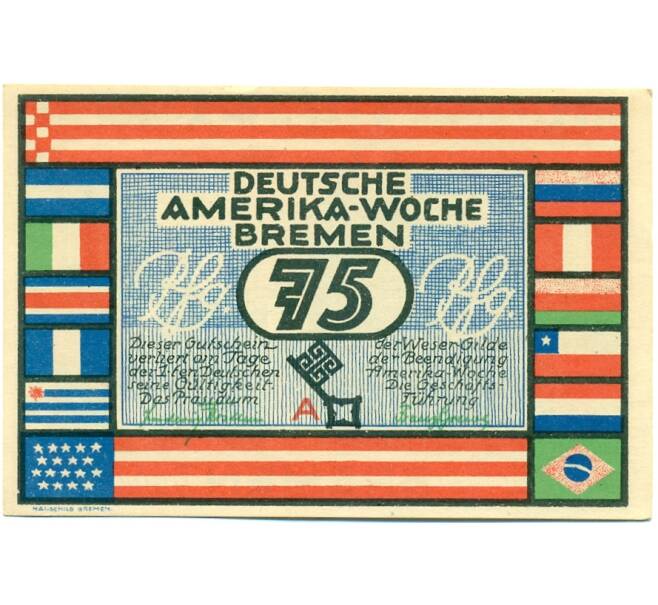 DEUTSCHE
AMERIKA-WOCHE
BREMEN
Pfg. 75 Pfg.
Dieser Gutschein der Weser Gilde
verliert am Tage der Beendigung
der 1ten Deutschen Amerika-Woche
seine Gültigkeit. Die Geschäfts-
Das Präsidium Führung
A
HAUSCHILD BREMEN.